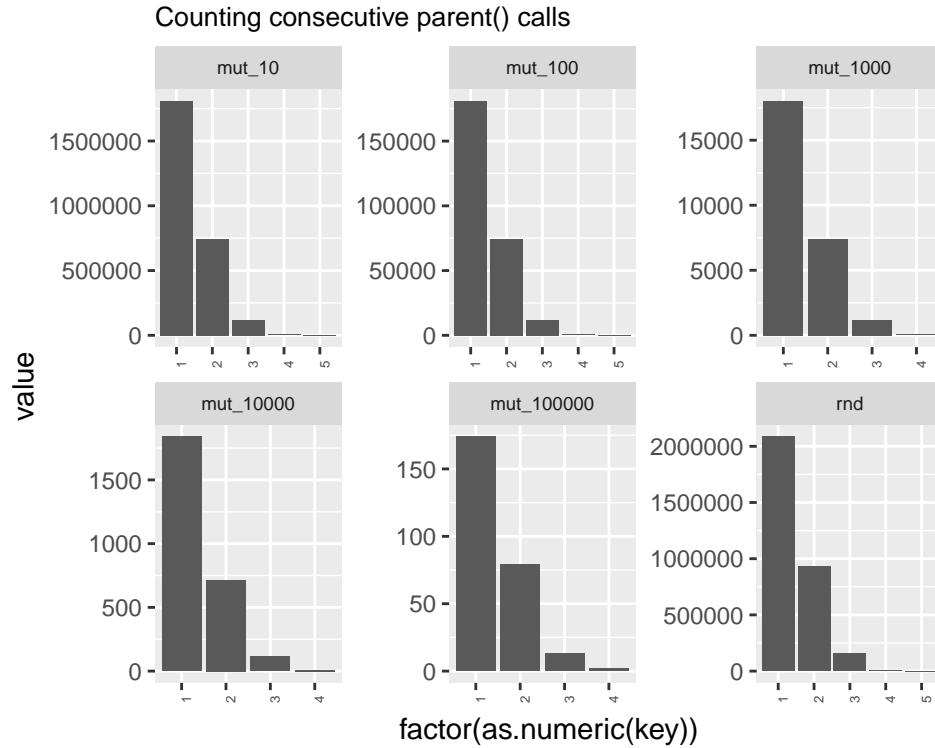 Counting consecutive parent() calls
mut_10 mut_100 mut_1000
1500000
1000000
500000
0
1 2 3 4 5
150000
100000
50000
0
1 2 3 4 5
15000
10000
5000
0
1 2 3 4
value
mut_10000 mut_100000 rnd
1500
1000
500
0
1 2 3 4
150
100
50
0
1 2 3 4
2000000
1500000
1000000
500000
0
1 2 3 4 5
factor(as.numeric(key))